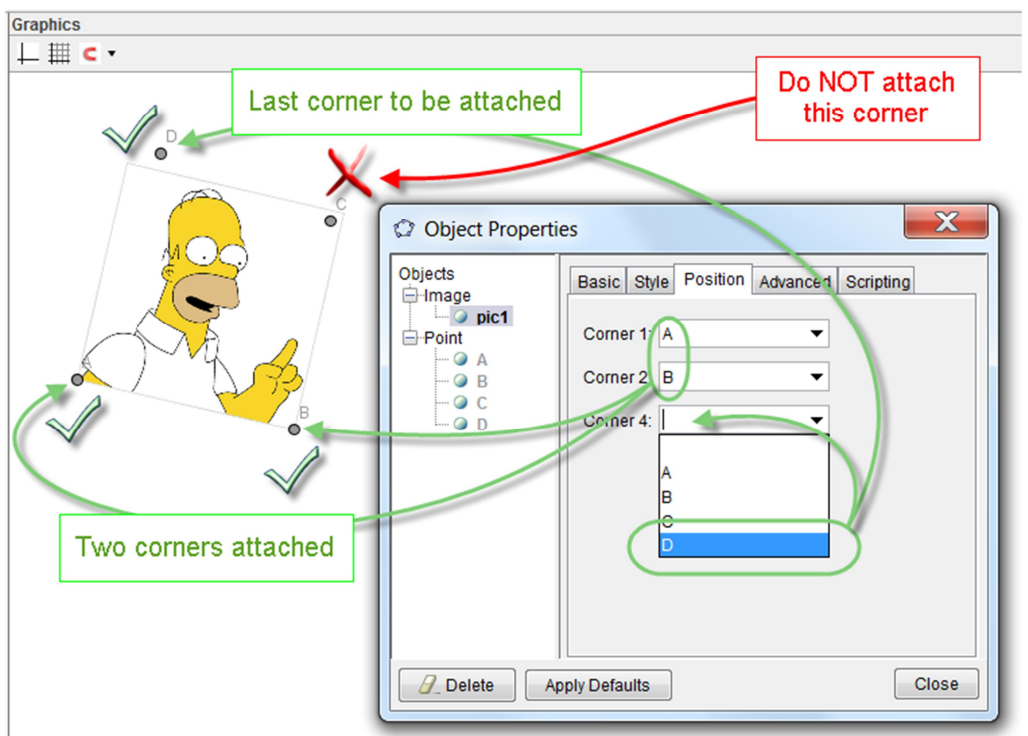 Graphics
Last corner to be attached
Do NOT attach
this corner
D
C
A
B
Two corners attached
Object Properties
Objects
Image
pic1
Point
A
B
C
D
Basic Style Position Advanced Scripting
Corner 1: A
Corner 2 B
Corner 4:
A
B
C
D
Delete Apply Defaults Close